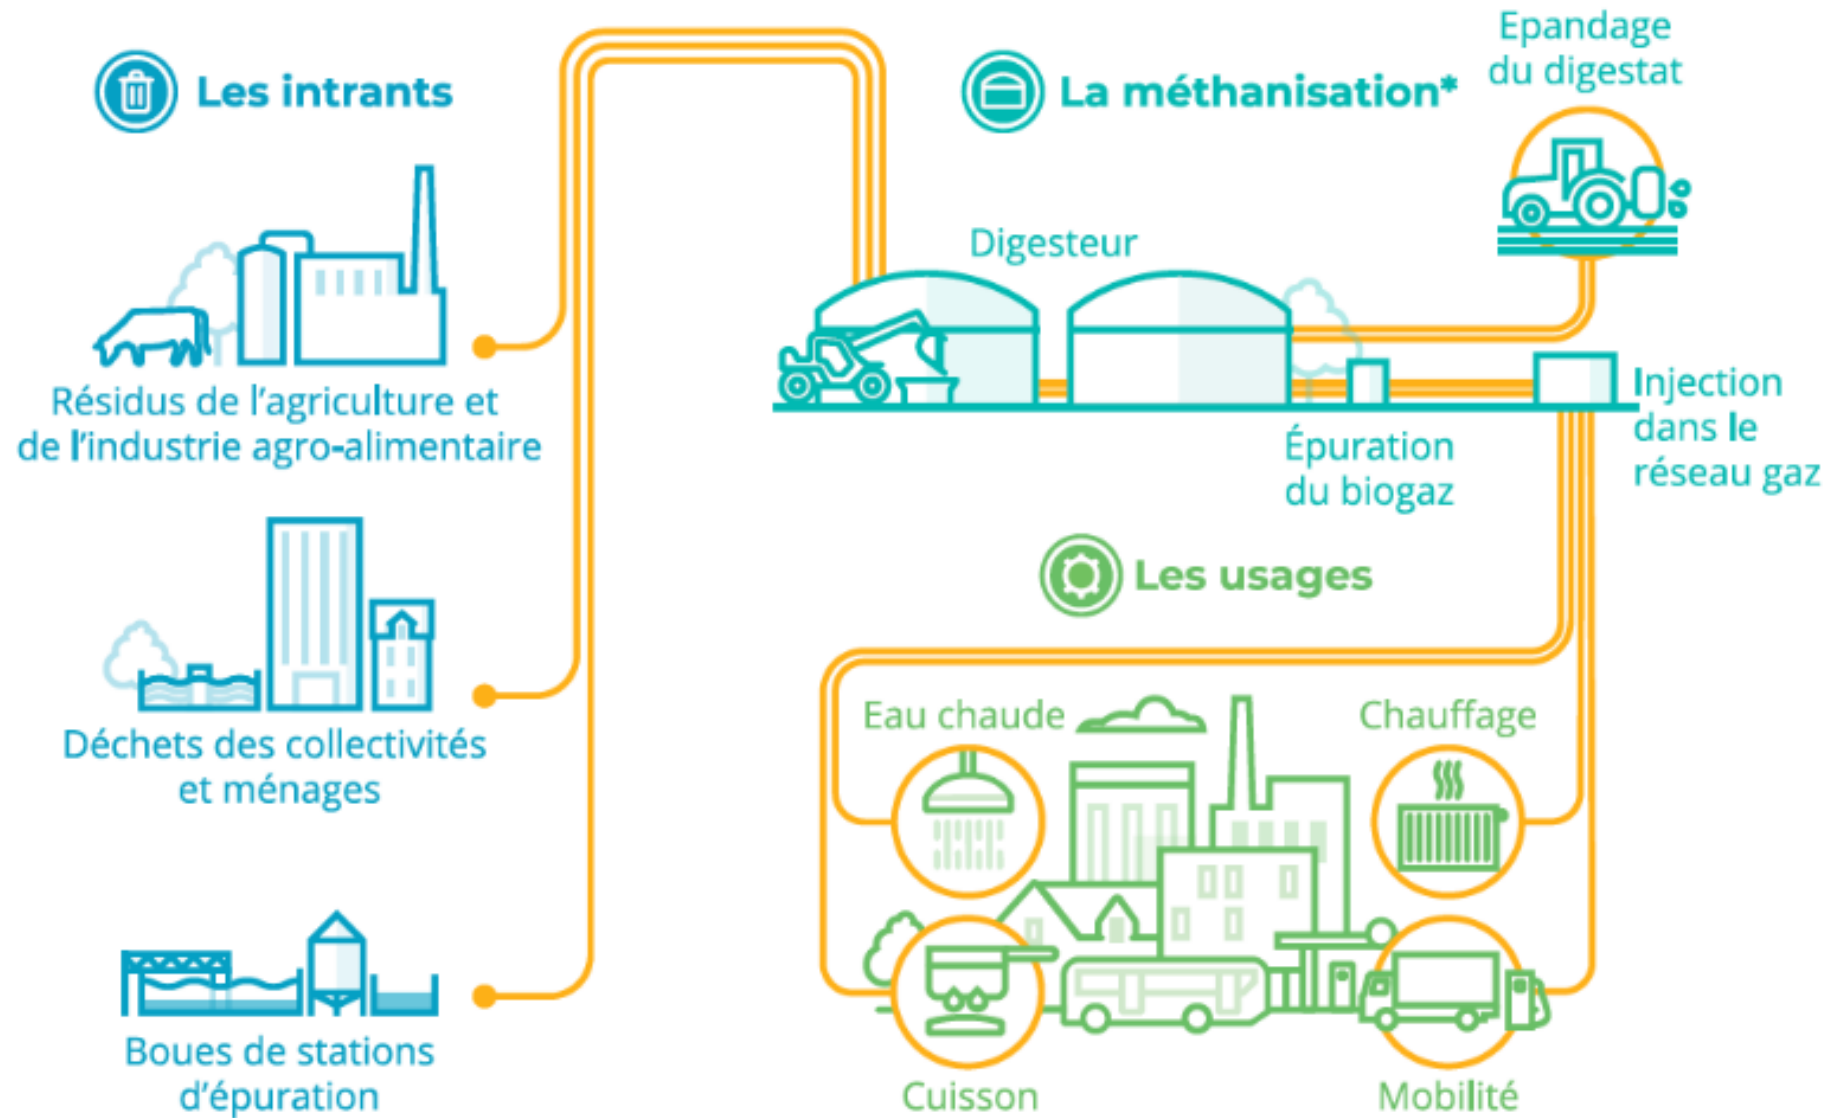 Les intrants
Résidus de l'agriculture et
de l'industrie agro-alimentaire
Déchets des collectivités
et ménages
Boues de stations
d'épuration
La méthanisation*
Epandage
du digestat
Digesteur
Épuration
du biogaz
Injection
dans le
réseau gaz
Les usages
Eau chaude
Chauffage
Cuisson
Mobilité